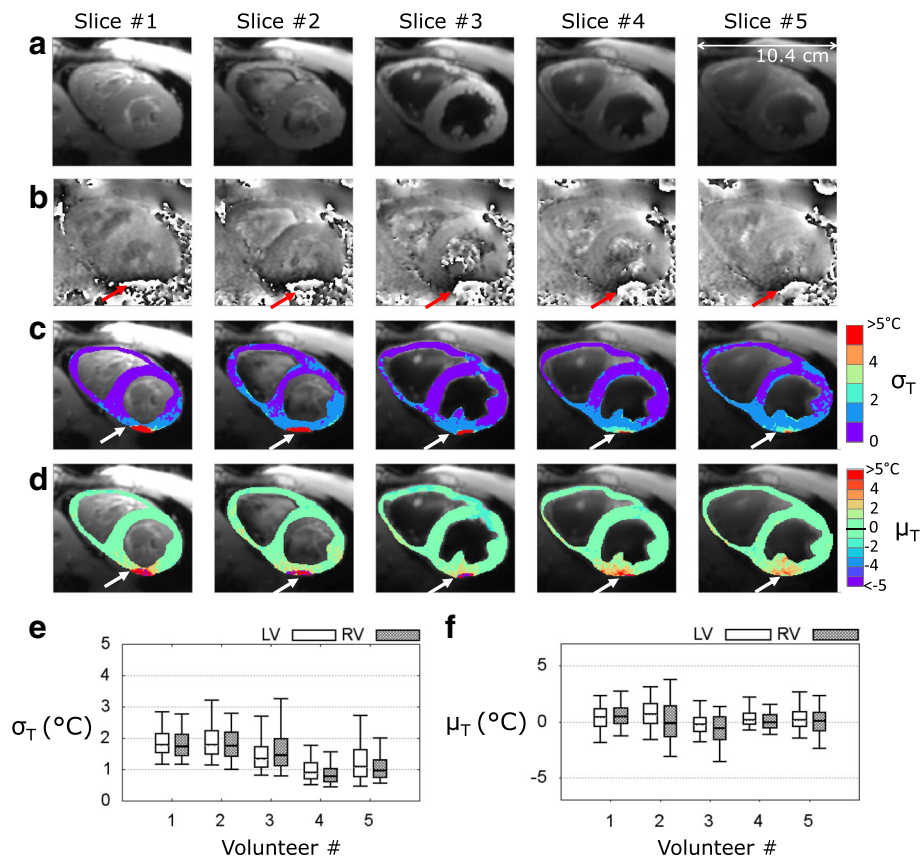 Slice #1 Slice #2 Slice #3 Slice #4 Slice #5
a
10.4 cm
b
c
>5°C
4
2
0
σT
d
>5°C
4
2
0
-2
-4
<-5
μT
e
LV RV
5
4
3
2
1
0
σT (°C)
1 2 3 4 5
Volunteer #
f
LV RV
5
0
-5
μT (°C)
1 2 3 4 5
Volunteer #